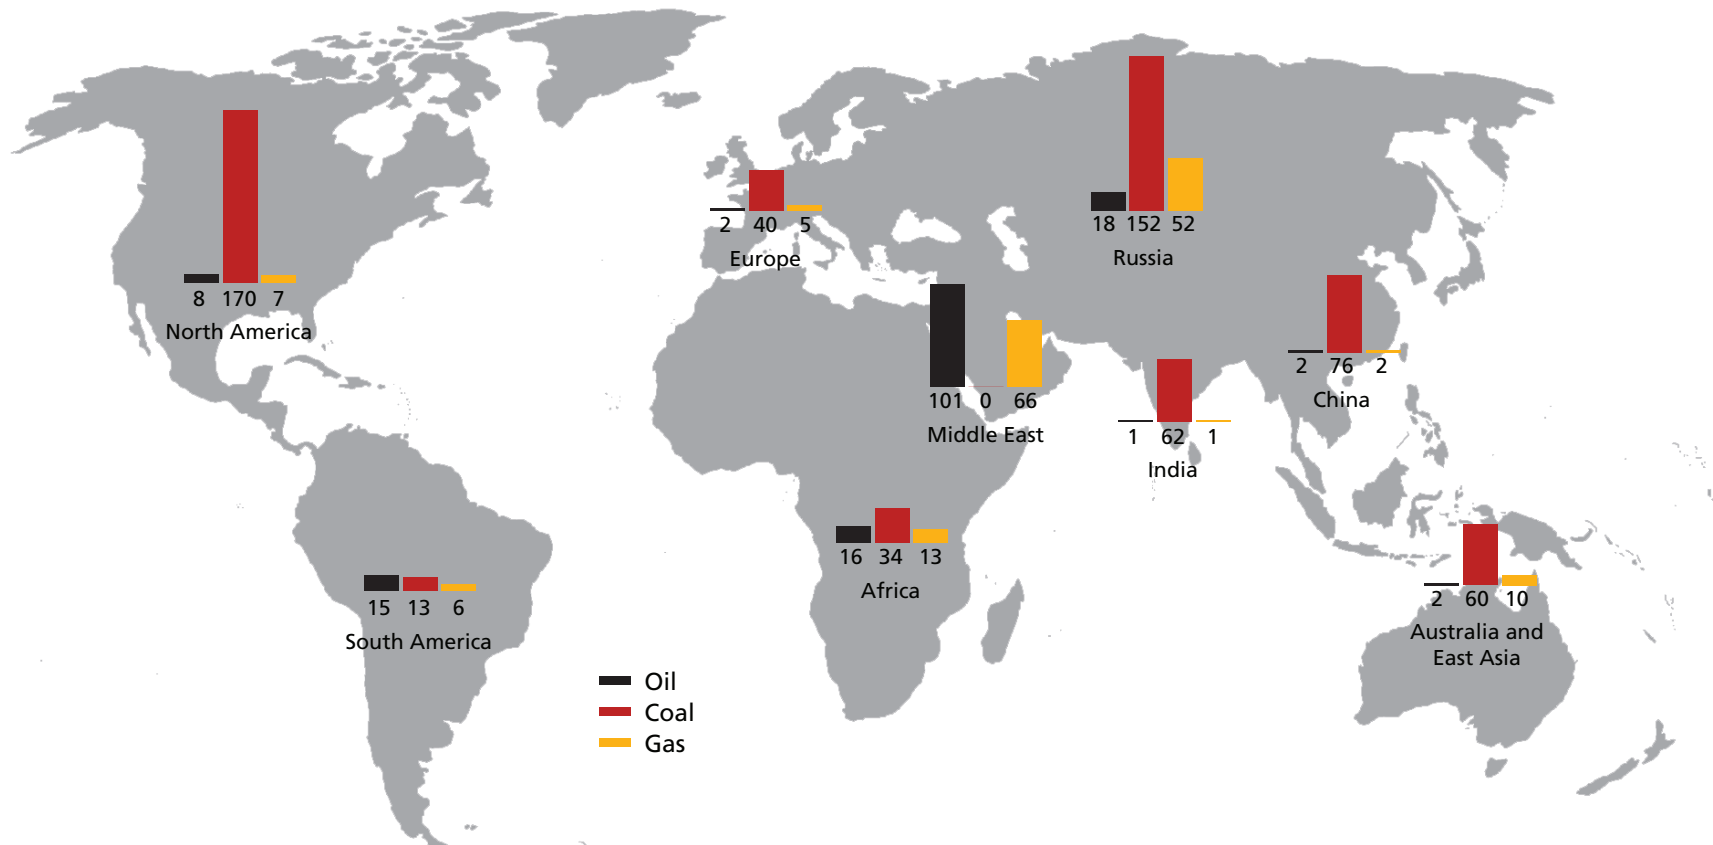 18 152 52
Russia
2 40 5
Europe
8 170 7
North America
2 76 2
China
101 0 66
Middle East
1 62 1
India
16 34 13
Africa
2 60 10
Australia and
East Asia
15 13 6
South America
Oil
Coal
Gas